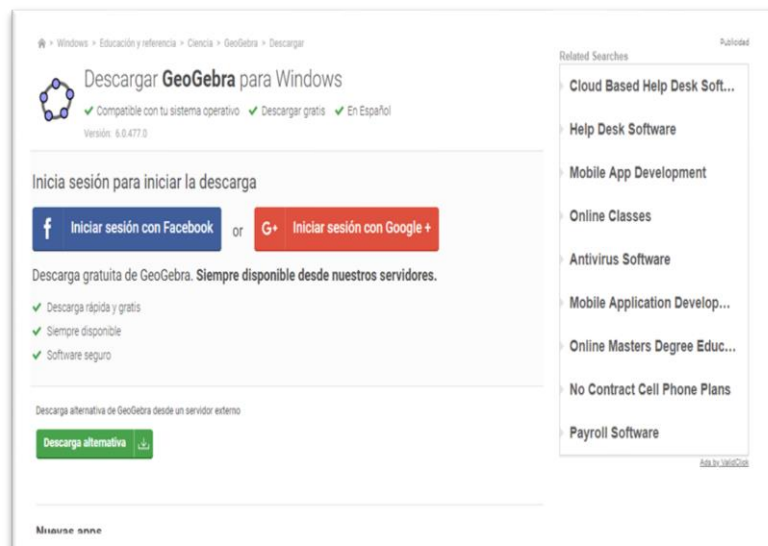 > Windows > Educación y referencia > Ciencia > GeoGebra > Descargar
Descargar GeoGebra para Windows
Compatible con tu sistema operativo Descargar gratis En Español
Versión: 6.0.477.0
Inicia sesión para iniciar la descarga
f Iniciar sesión con Facebook or G+ Iniciar sesión con Google +
Descarga gratuita de GeoGebra. Siempre disponible desde nuestros servidores.
Descarga rápida y gratis
Siempre disponible
Software seguro
Descarga alternativa de GeoGebra desde un servidor externo
Descarga alternativa
Nuevas apps
Publicidad
Related Searches
Cloud Based Help Desk Soft...
Help Desk Software
Mobile App Development
Online Classes
Antivirus Software
Mobile Application Develop...
Online Masters Degree Educ...
No Contract Cell Phone Plans
Payroll Software
Ads by ValidClick